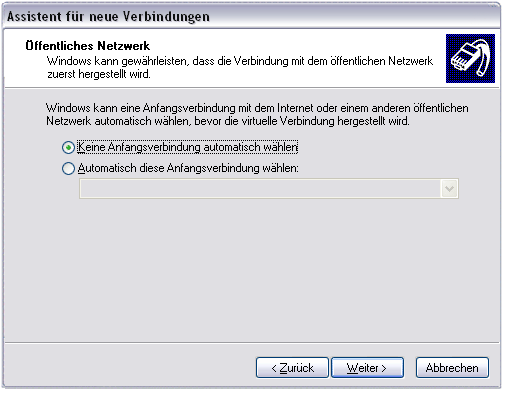 Assistent für neue Verbindungen
Öffentliches Netzwerk
Windows kann gewährleisten, dass die Verbindung mit dem öffentlichen Netzwerk
zuerst hergestellt wird.
Windows kann eine Anfangsverbindung mit dem Internet oder einem anderen öffentlichen
Netzwerk automatisch wählen, bevor die virtuelle Verbindung hergestellt wird.
Keine Anfangsverbindung automatisch wählen
Automatisch diese Anfangsverbindung wählen:
< Zurück
Weiter >
Abbrechen